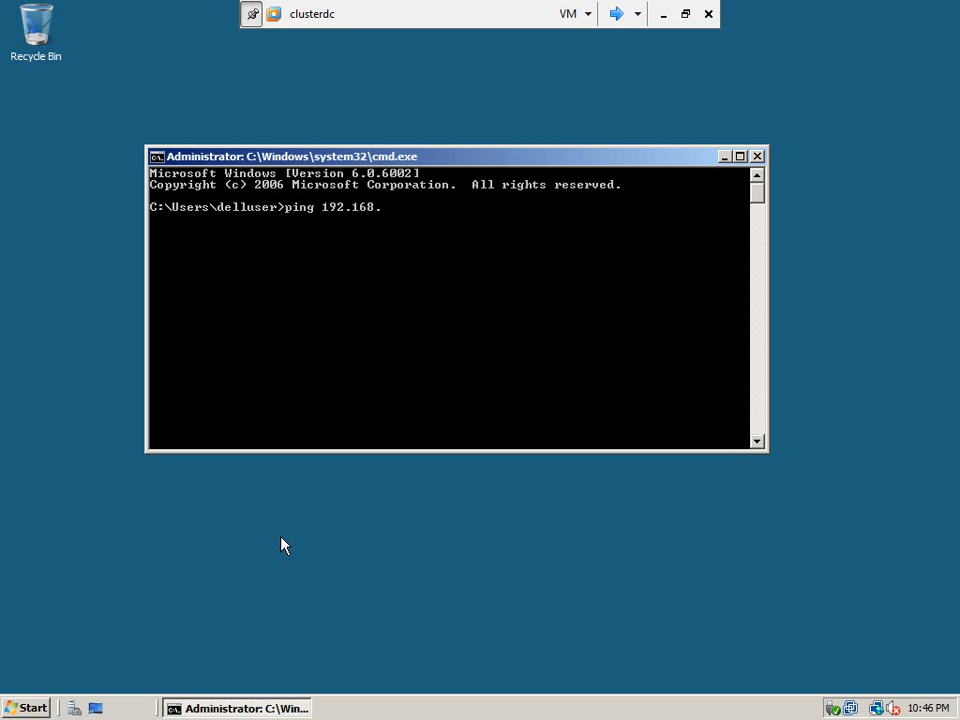 clusterdc
VM
Recycle Bin
Administrator: C:\Windows\system32\cmd.exe
Microsoft Windows [Version 6.0.6002]
Copyright (c) 2006 Microsoft Corporation.  All rights reserved.
C:\Users\delluser>ping 192.168.
Start
Administrator: C:\Win...
10:46 PM